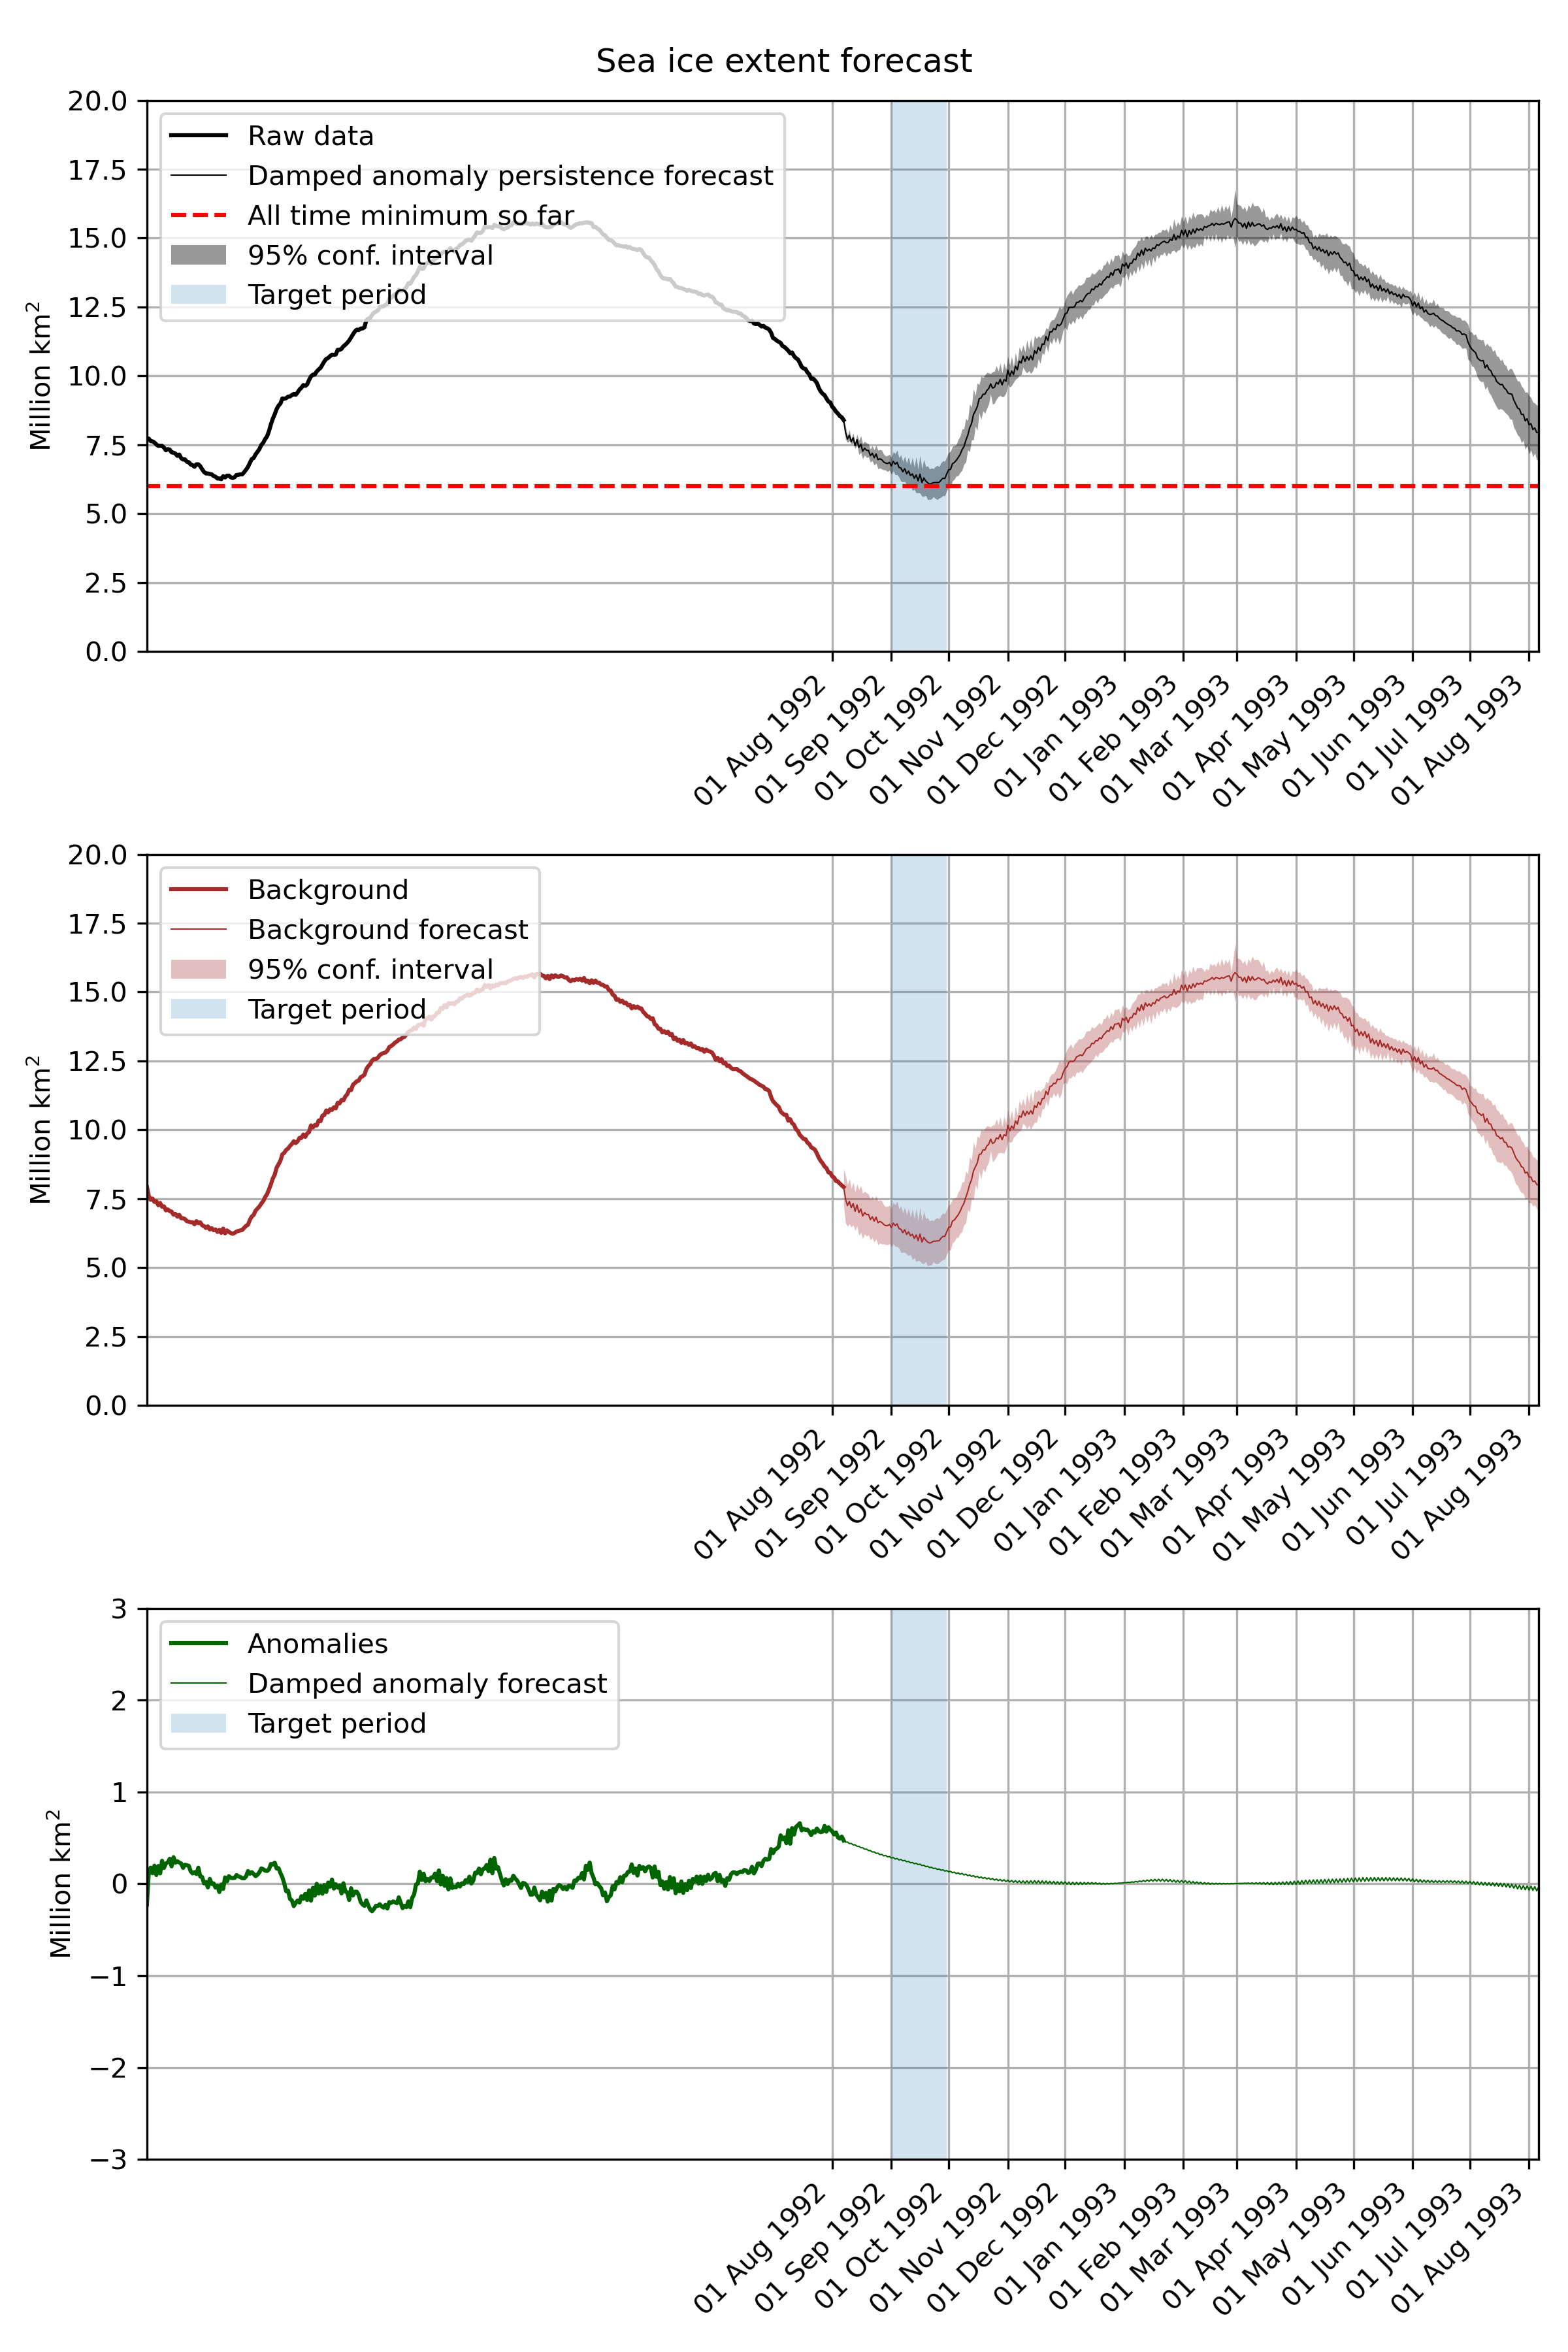 Sea ice extent forecast
20.0
17.5
15.0
12.5
10.0
7.5
5.0
2.5
0.0
Million km²
Raw data
Damped anomaly persistence forecast
All time minimum so far
95% conf. interval
Target period
01 Aug 1992
01 Sep 1992
01 Oct 1992
01 Nov 1992
01 Dec 1992
01 Jan 1993
01 Feb 1993
01 Mar 1993
01 Apr 1993
01 May 1993
01 Jun 1993
01 Jul 1993
01 Aug 1993
20.0
17.5
15.0
12.5
10.0
7.5
5.0
2.5
0.0
Million km²
Background
Background forecast
95% conf. interval
Target period
01 Aug 1992
01 Sep 1992
01 Oct 1992
01 Nov 1992
01 Dec 1992
01 Jan 1993
01 Feb 1993
01 Mar 1993
01 Apr 1993
01 May 1993
01 Jun 1993
01 Jul 1993
01 Aug 1993
3
2
1
0
−1
−2
−3
Million km²
Anomalies
Damped anomaly forecast
Target period
01 Aug 1992
01 Sep 1992
01 Oct 1992
01 Nov 1992
01 Dec 1992
01 Jan 1993
01 Feb 1993
01 Mar 1993
01 Apr 1993
01 May 1993
01 Jun 1993
01 Jul 1993
01 Aug 1993